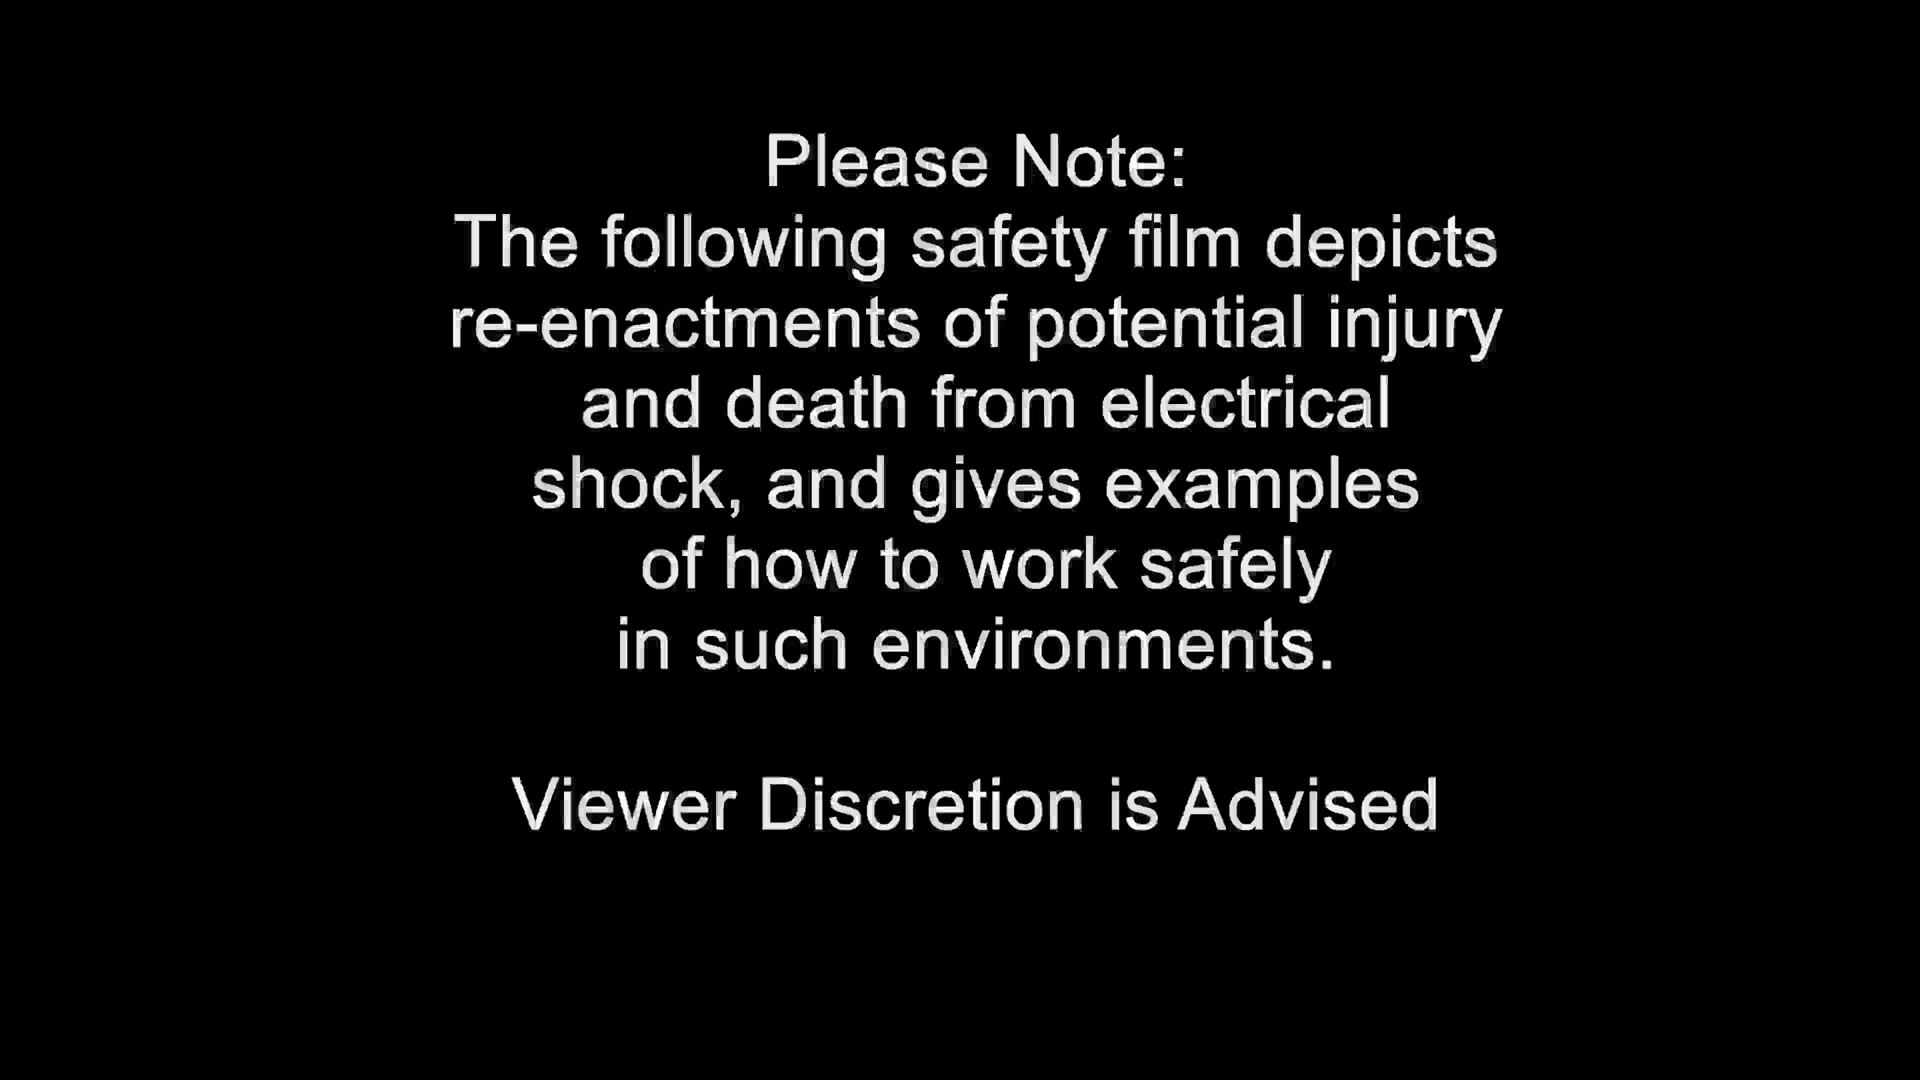 Please Note:
The following safety film depicts
re-enactments of potential injury
and death from electrical
shock, and gives examples
of how to work safely
in such environments.
Viewer Discretion is Advised